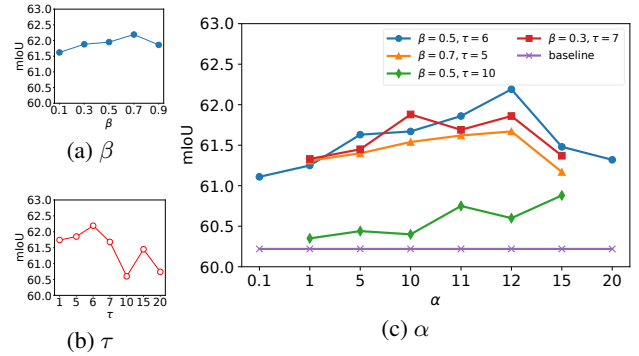 mIoU
63.0
62.5
62.0
61.5
61.0
60.5
60.0
0.1 0.3 0.5 0.7 0.9
β
(a) β
mIoU
63.0
62.5
62.0
61.5
61.0
60.5
60.0
1 5 6 7 10 15 20
τ
(b) τ
mIoU
63.0
62.5
62.0
61.5
61.0
60.5
60.0
β = 0.5, τ = 6
β = 0.7, τ = 5
β = 0.5, τ = 10
β = 0.3, τ = 7
baseline
0.1 1 5 10 11 12 15 20
α
(c) α